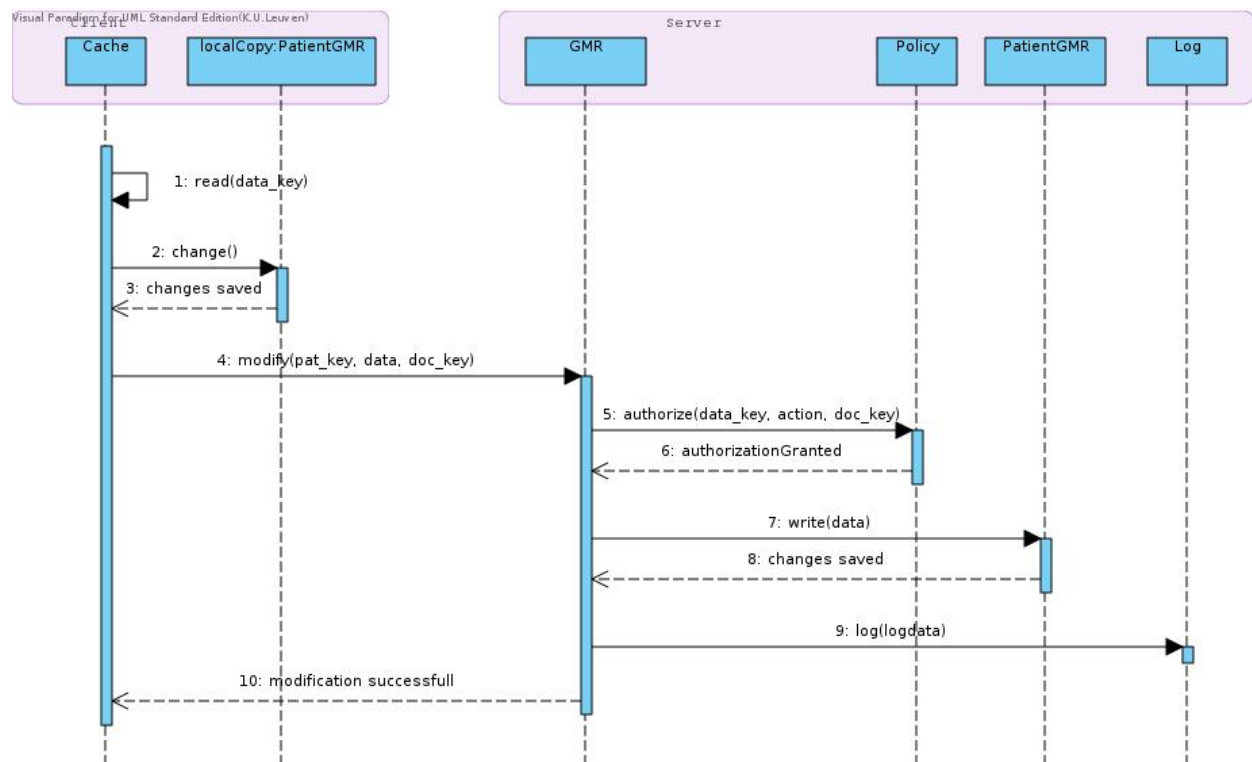 Visual Paradigm for UML Standard Edition(K.U.Leuven)
Client
Server
Cache
localCopy:PatientGMR
GMR
Policy
PatientGMR
Log
1: read(data_key)
2: change()
3: changes saved
4: modify(pat_key, data, doc_key)
5: authorize(data_key, action, doc_key)
6: authorizationGranted
7: write(data)
8: changes saved
9: log(logdata)
10: modification successfull